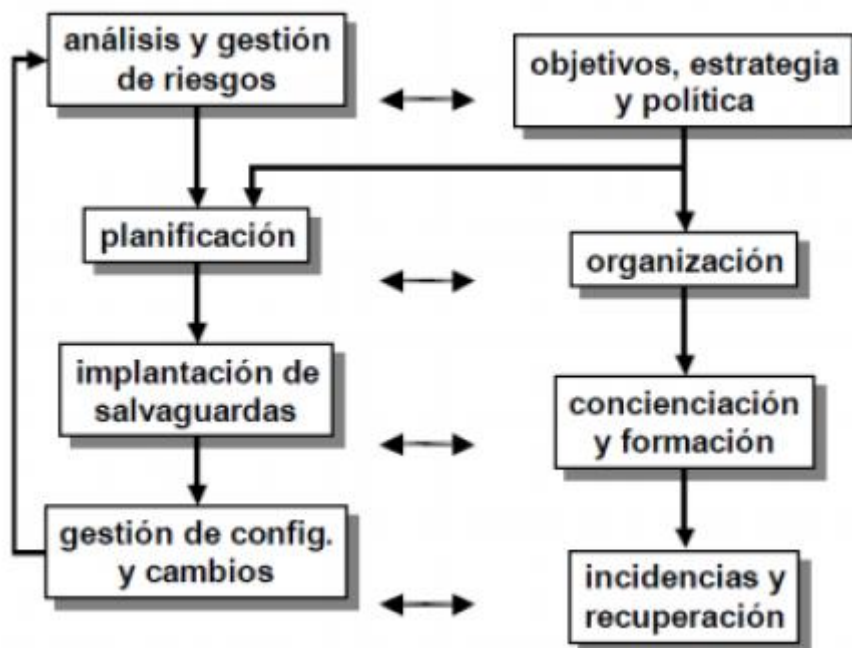 análisis y gestión
de riesgos
objetivos, estrategia
y política
planificación
organización
implantación de
salvaguardas
concienciación
y formación
gestión de config.
y cambios
incidencias y
recuperación